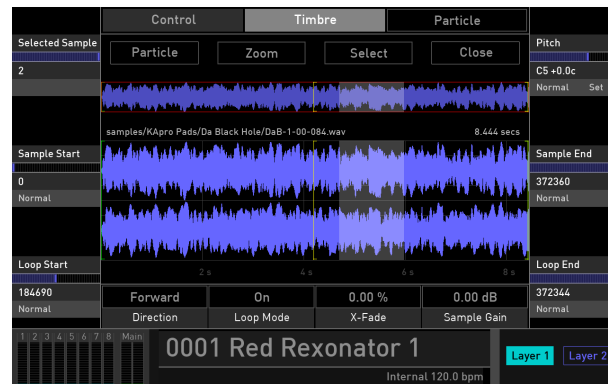 Control Timbre Particle
Selected Sample Particle Zoom Select Close Pitch
2 C5 +0.0c
Normal Set
samples/KApro Pads/Da Black Hole/DaB-1-00-084.wav 8.444 secs
Sample Start Sample End
0 372360
Normal Normal
Loop Start 2 s 4 s 6 s 8 s Loop End
184690 Forward On 0.00 % 0.00 dB 372344
Normal Direction Loop Mode X-Fade Sample Gain Normal
1 2 3 4 5 6 7 8 Main
0001 Red Rexonator 1
Layer 1 Layer 2
Internal 120.0 bpm